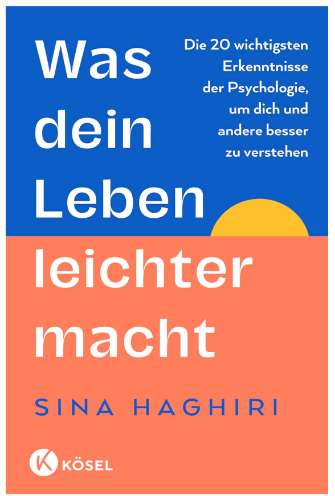 Was
dein
Leben
leichter
macht
Die 20 wichtigsten
Erkenntnisse
der Psychologie,
um dich und
andere besser
zu verstehen
SINA HAGHIRI
K KÖSEL